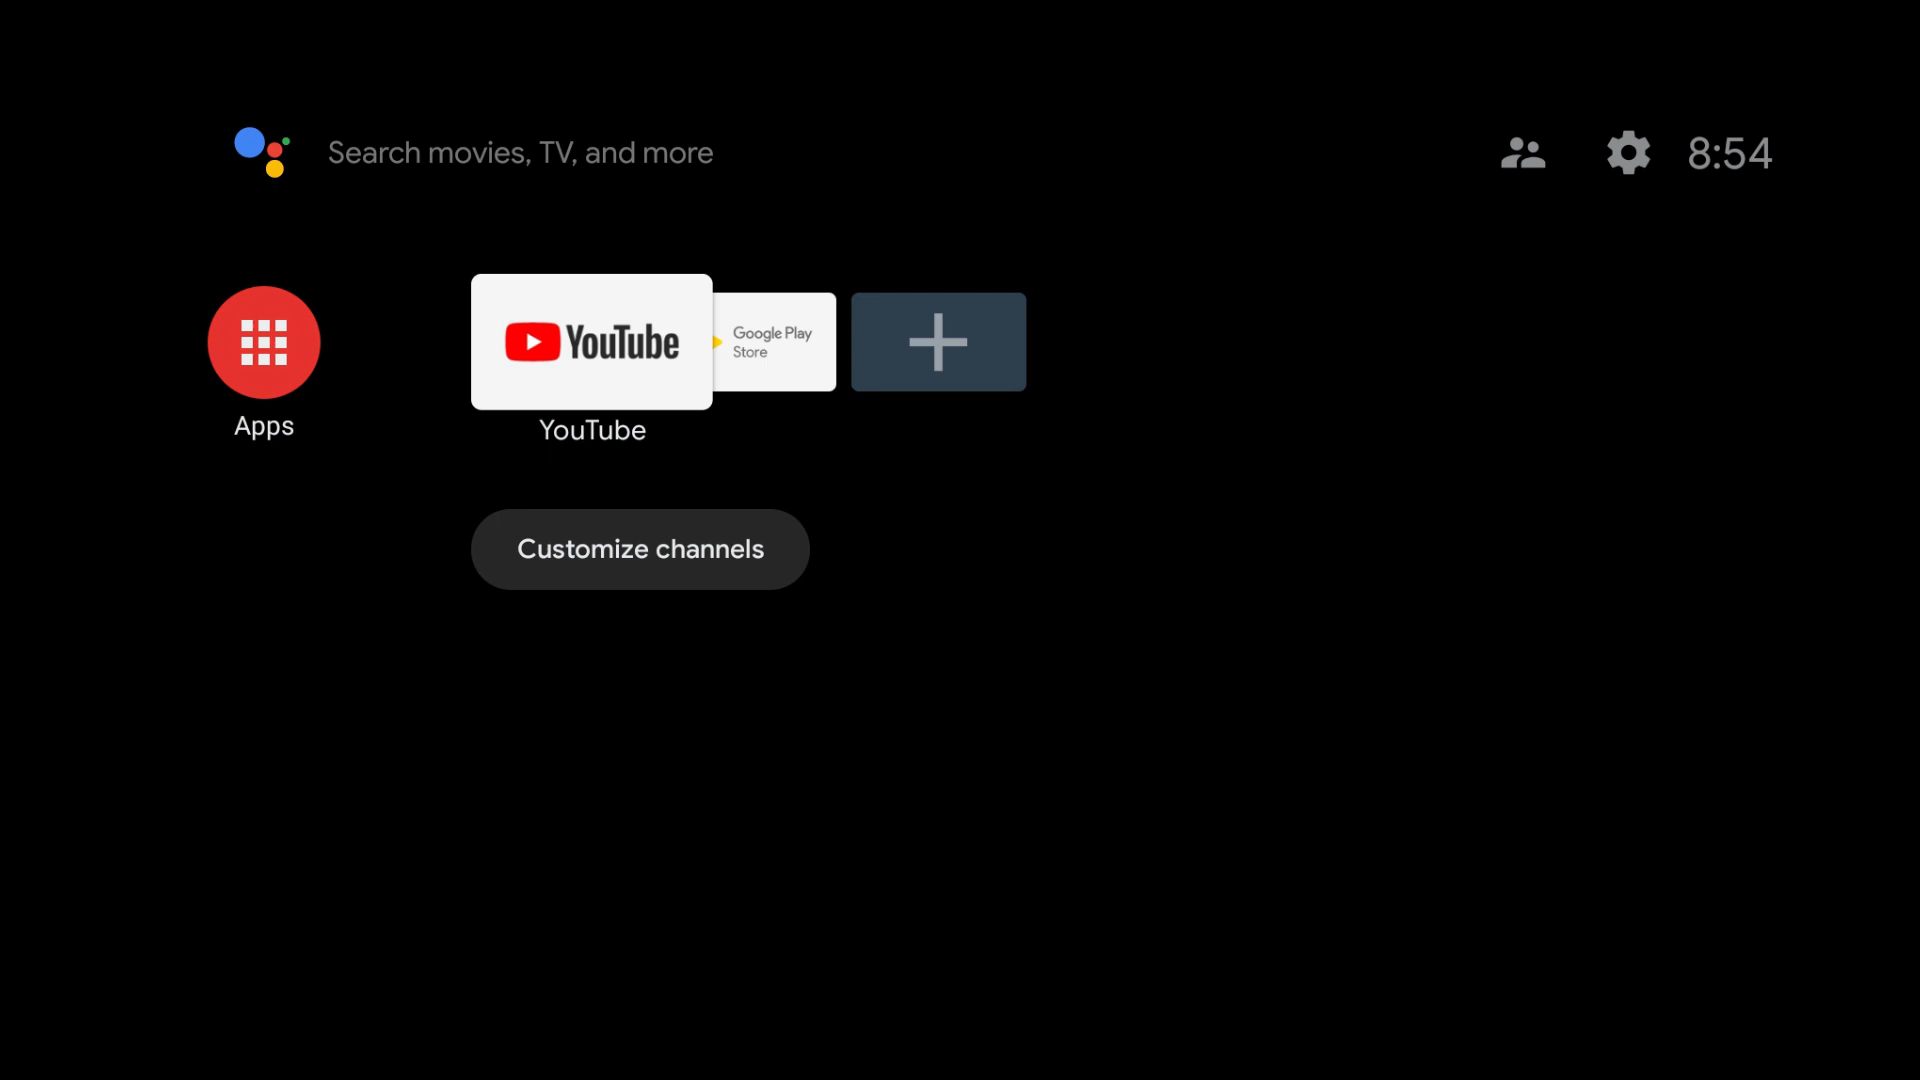 Search movies, TV, and more
8:54
Apps
YouTube
Google Play
Store
YouTube
Customize channels